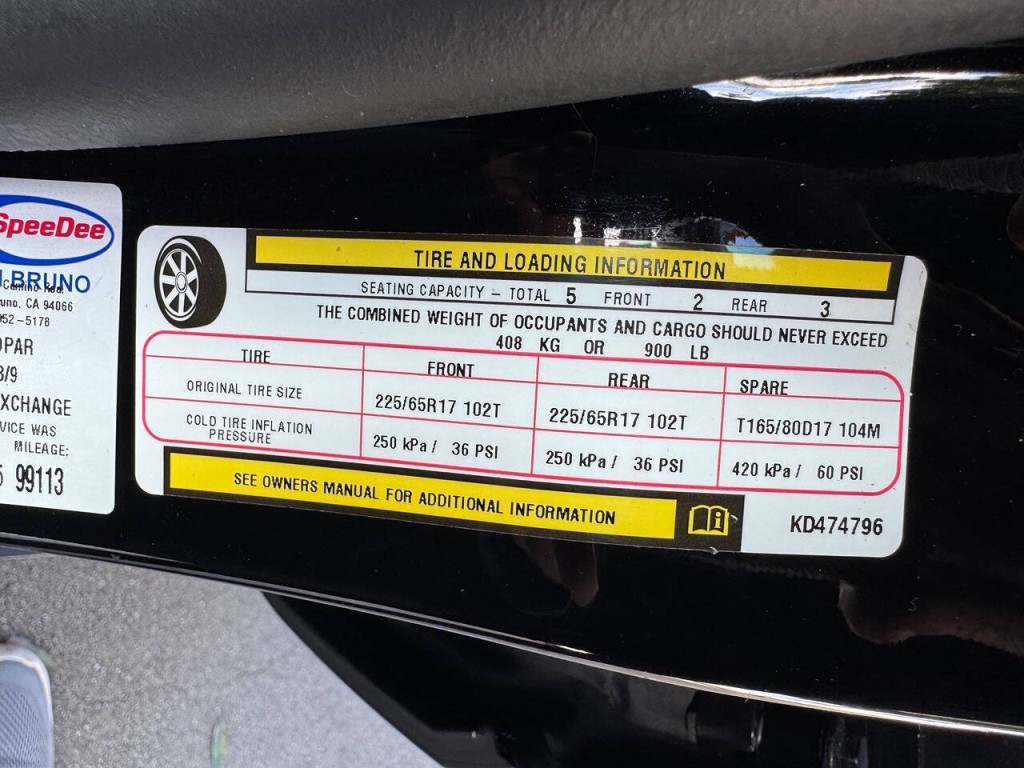 SpeeDee
BRUNO
CA 94066
952-5178
OPAR
XCHANGE
VICE WAS
MILEAGE:
99113
TIRE AND LOADING INFORMATION
SEATING CAPACITY - TOTAL 5 FRONT 2 REAR 3
THE COMBINED WEIGHT OF OCCUPANTS AND CARGO SHOULD NEVER EXCEED
408 KG OR 900 LB
TIRE FRONT REAR SPARE
ORIGINAL TIRE SIZE 225/65R17 102T 225/65R17 102T T165/80D17 104M
COLD TIRE INFLATION
PRESSURE 250 kPa / 36 PSI 250 kPa / 36 PSI 420 kPa / 60 PSI
SEE OWNERS MANUAL FOR ADDITIONAL INFORMATION
KD474796